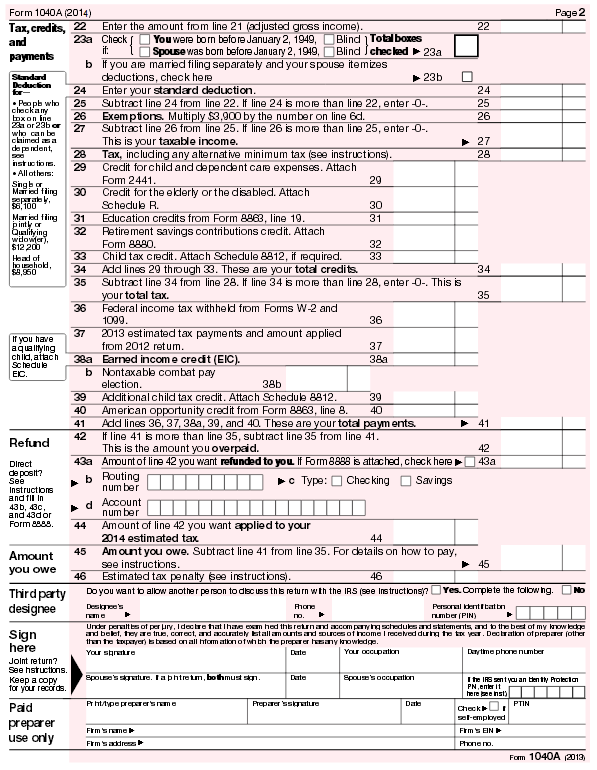 Form 1040A (2014) Page 2
Tax, credits, and payments
22 Enter the amount from line 21 (adjusted gross income). 22
23a Check if: You were born before January 2, 1949, Blind Total boxes
Spouse was born before January 2, 1949, Blind checked ► 23a
b If you are married filing separately and your spouse itemizes
deductions, check here ► 23b
Standard
Deduction
for—
• People who
check any
box on line
23a or 23b or
who can be
claimed as a
dependent,
see
instructions.
• All others:
Single or
Married filing
separately,
$6,100
Married filing
jointly or
Qualifying
widow(er),
$12,200
Head of
household,
$8,950
24 Enter your standard deduction. 24
25 Subtract line 24 from line 22. If line 24 is more than line 22, enter -0-. 25
26 Exemptions. Multiply $3,900 by the number on line 6d. 26
27 Subtract line 26 from line 25. If line 26 is more than line 25, enter -0-.
This is your taxable income. ► 27
28 Tax, including any alternative minimum tax (see instructions). 28
29 Credit for child and dependent care expenses. Attach
Form 2441. 29
30 Credit for the elderly or the disabled. Attach
Schedule R. 30
31 Education credits from Form 8863, line 19. 31
32 Retirement savings contributions credit. Attach
Form 8880. 32
33 Child tax credit. Attach Schedule 8812, if required. 33
34 Add lines 29 through 33. These are your total credits. 34
35 Subtract line 34 from line 28. If line 34 is more than line 28, enter -0-. This is
your total tax. 35
36 Federal income tax withheld from Forms W-2 and
1099. 36
37 2013 estimated tax payments and amount applied
from 2012 return. 37
If you have
a qualifying
child, attach
Schedule
EIC.
38a Earned income credit (EIC). 38a
b Nontaxable combat pay
election. 38b
39 Additional child tax credit. Attach Schedule 8812. 39
40 American opportunity credit from Form 8863, line 8. 40
41 Add lines 36, 37, 38a, 39, and 40. These are your total payments. ► 41
Refund
42 If line 41 is more than line 35, subtract line 35 from line 41.
This is the amount you overpaid. 42
43a Amount of line 42 you want refunded to you. If Form 8888 is attached, check here ► 43a
Direct
deposit?
See
instructions
and fill in
43b, 43c,
and 43d or
Form 8888.
► b Routing
number ► c Type: Checking Savings
► d Account
number
44 Amount of line 42 you want applied to your
2014 estimated tax. 44
Amount
you owe
45 Amount you owe. Subtract line 41 from line 35. For details on how to pay,
see instructions. ► 45
46 Estimated tax penalty (see instructions). 46
Third party
designee
Do you want to allow another person to discuss this return with the IRS (see instructions)? Yes. Complete the following. No
Designee's
name ► Phone
no. ► Personal identification
number (PIN) ►
Sign
here
Joint return?
See instructions.
Keep a copy
for your records.
Under penalties of perjury, I declare that I have examined this return and accompanying schedules and statements, and to the best of my knowledge
and belief, they are true, correct, and accurately list all amounts and sources of income I received during the tax year. Declaration of preparer (other
than the taxpayer) is based on all information of which the preparer has any knowledge.
Your signature Date Your occupation Daytime phone number
Spouse's signature. If a joint return, both must sign. Date Spouse's occupation If the IRS sent you an Identity Protection
PIN, enter it
here (see inst.)
Paid
preparer
use only
Print/type preparer's name Preparer's signature Date Check ► if
self-employed PTIN
Firm's name ► Firm's EIN ►
Firm's address ► Phone no.
Form 1040A (2013)